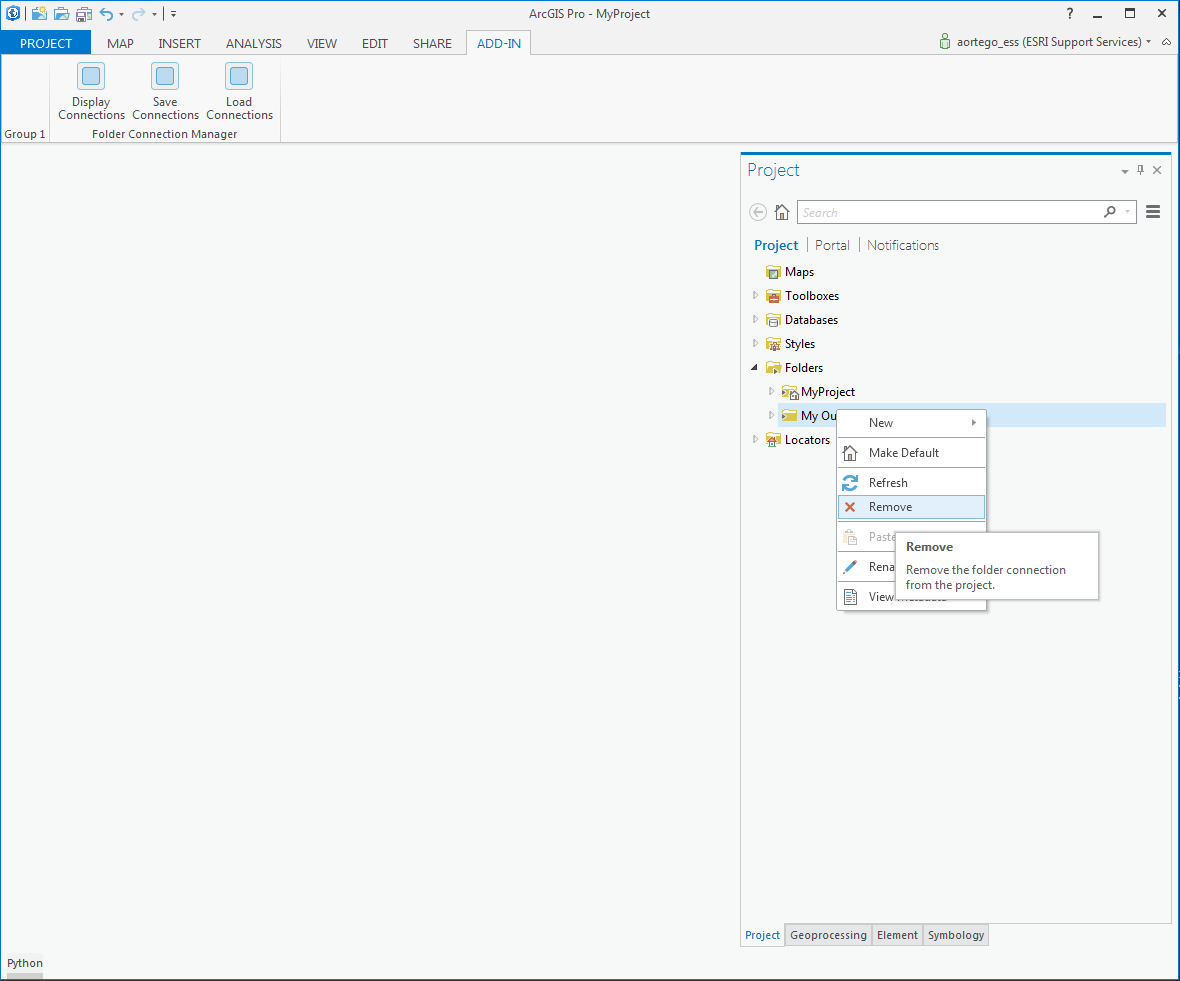 ArcGIS Pro - MyProject
?
PROJECT MAP INSERT ANALYSIS VIEW EDIT SHARE ADD-IN
aortego_ess (ESRI Support Services)
Display Connections
Save Connections
Load Connections
Group 1
Folder Connection Manager
Project
Search
Project Portal Notifications
Maps
Toolboxes
Databases
Styles
Folders
MyProject
My Ou
Locators
New
Make Default
Refresh
Remove
Paste
Rena
View
Remove
Remove the folder connection
from the project.
Project Geoprocessing Element Symbology
Python